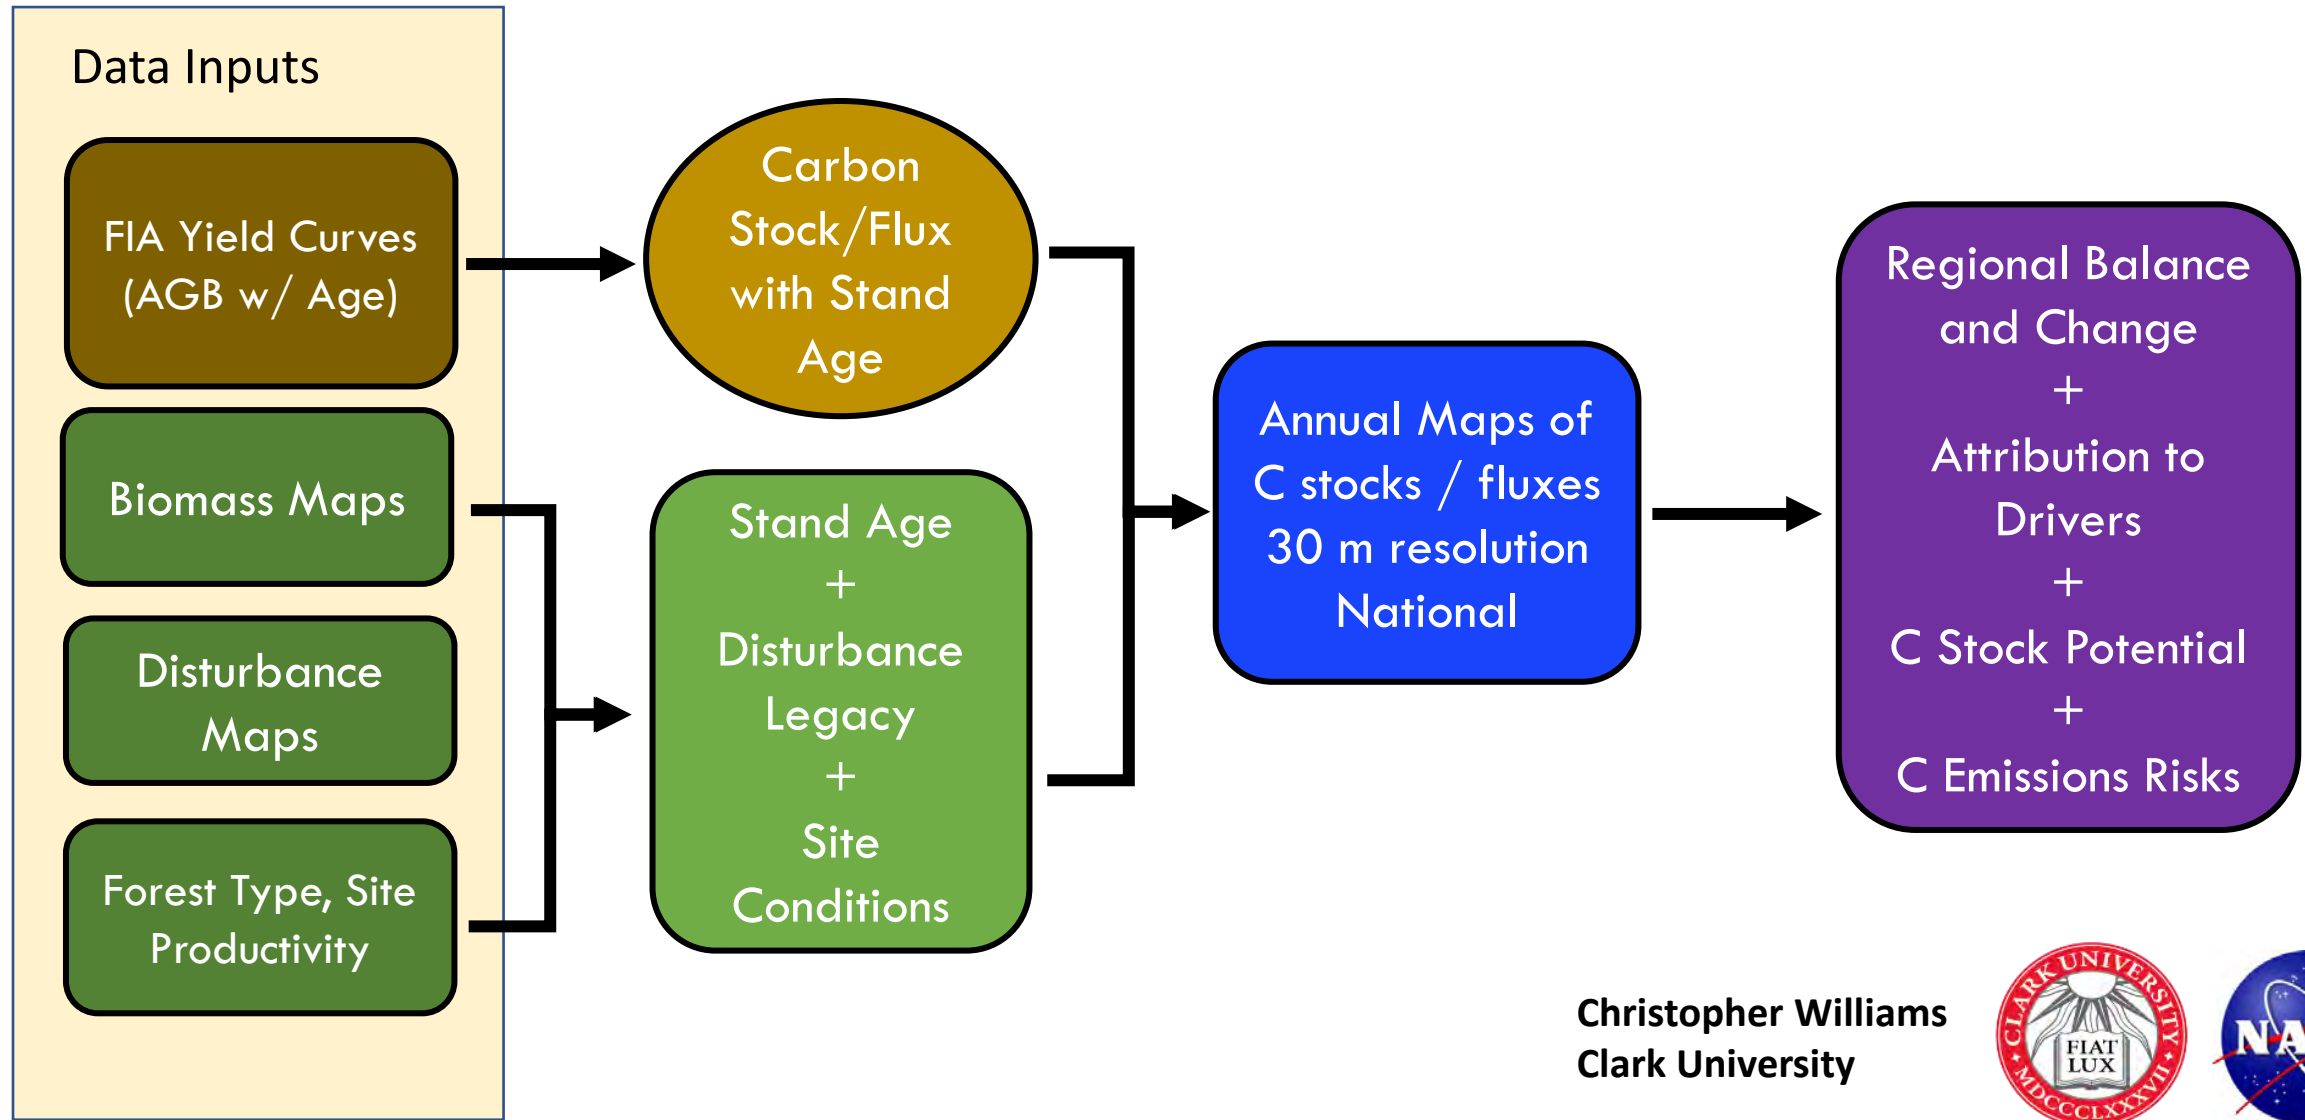 Data Inputs
FIA Yield Curves
(AGB w/ Age)
Biomass Maps
Disturbance
Maps
Forest Type, Site
Productivity
Carbon
Stock/Flux
with Stand
Age
Stand Age
+
Disturbance
Legacy
+
Site
Conditions
Annual Maps of
C stocks / fluxes
30 m resolution
National
Regional Balance
and Change
+
Attribution to
Drivers
+
C Stock Potential
+
C Emissions Risks
Christopher Williams
Clark University
CLARK UNIVERSITY
FIAT
LUX
MDCCCLXXXVII